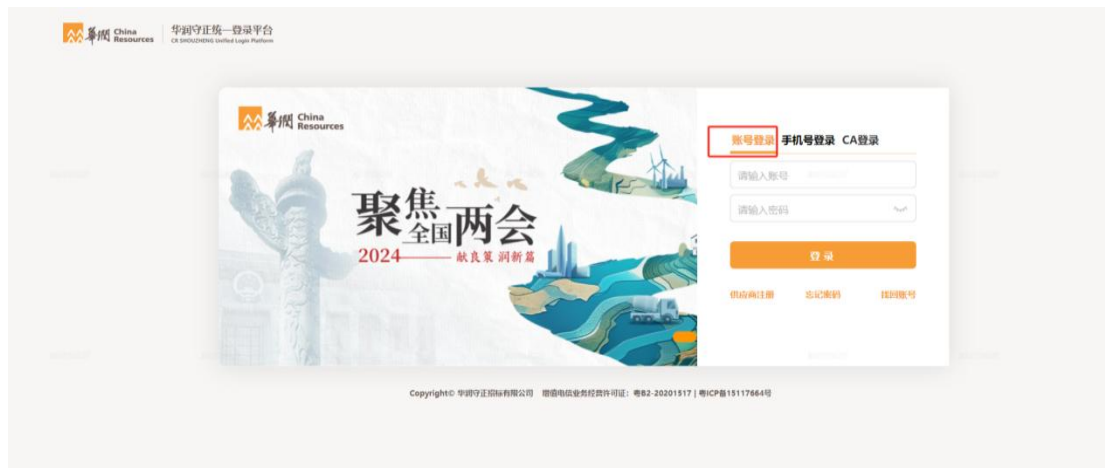 華潤 China Resources
华润守正统一登录平台
CR SHOUZHENG Unified Login Platform
華潤 China Resources
聚焦全国两会
2024 献良策 润新篇
账号登录 手机号登录 CA登录
请输入账号
请输入密码
登录
供应商注册 忘记密码 找回账号
Copyright© 华润守正招标有限公司 增值电信业务经营许可证：粤B2-20201517 | 粤ICP备15117664号